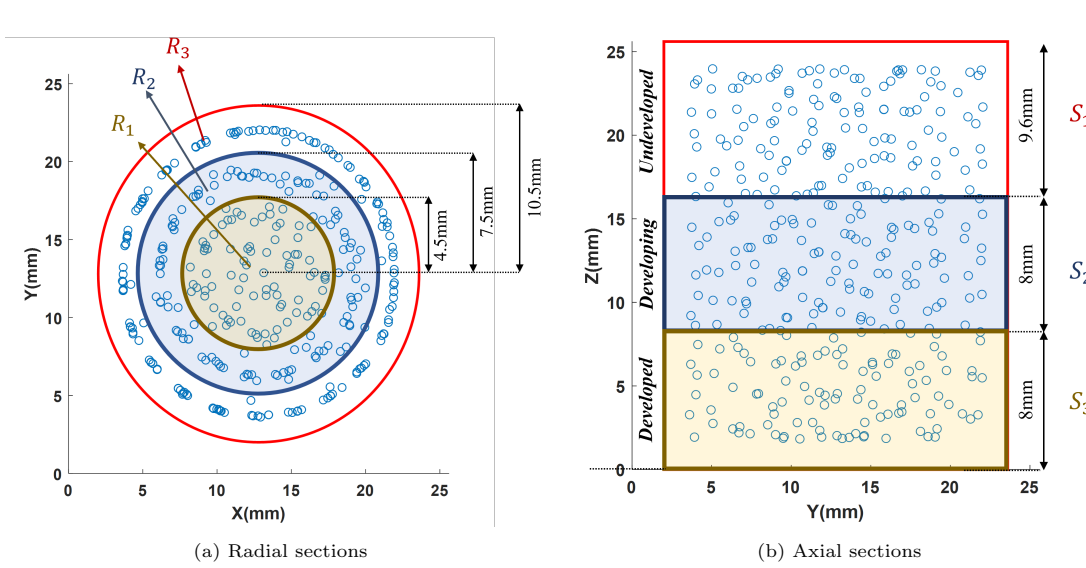 R3
R2
R1
25
20
15
10
5
0
0
5
10
15
20
25
Y(mm)
X(mm)
4.5mm
7.5mm
10.5mm
(a) Radial sections
25
20
15
10
5
0
0
5
10
15
20
25
Z(mm)
Y(mm)
Undeveloped
Developing
Developed
9.6mm
8mm
8mm
S
S2
S3
(b) Axial sections